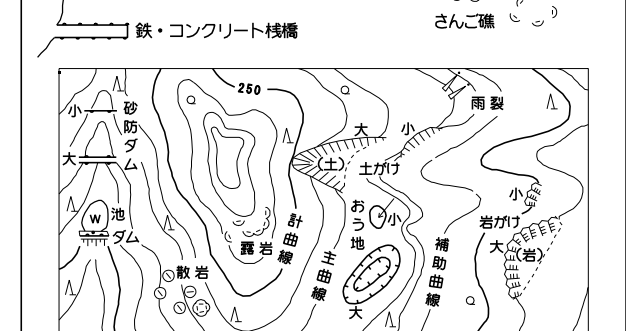 鉄・コンクリート桟橋
さんご礁
250
小
砂防ダム
大
雨裂
大
小
(土)
土がけ
小
W
池
ダム
計曲線
おう地
小
岩がけ
大
(岩)
露岩
主曲線
補助曲線
散岩
大